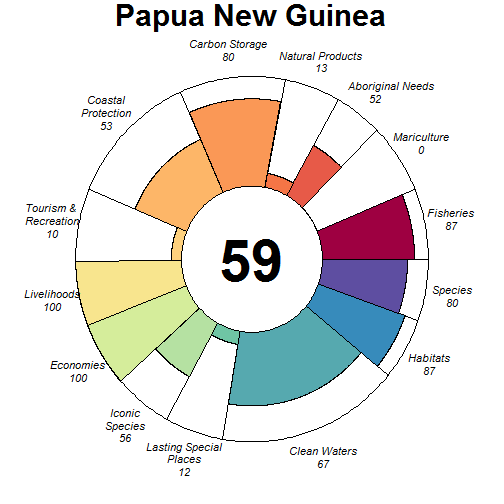 Papua New Guinea
Carbon Storage
80
Natural Products
13
Aboriginal Needs
52
Mariculture
0
Fisheries
87
Species
80
Habitats
87
Clean Waters
67
Lasting Special
Places
12
Iconic
Species
56
Economies
100
Livelihoods
100
Tourism &
Recreation
10
Coastal
Protection
53
59